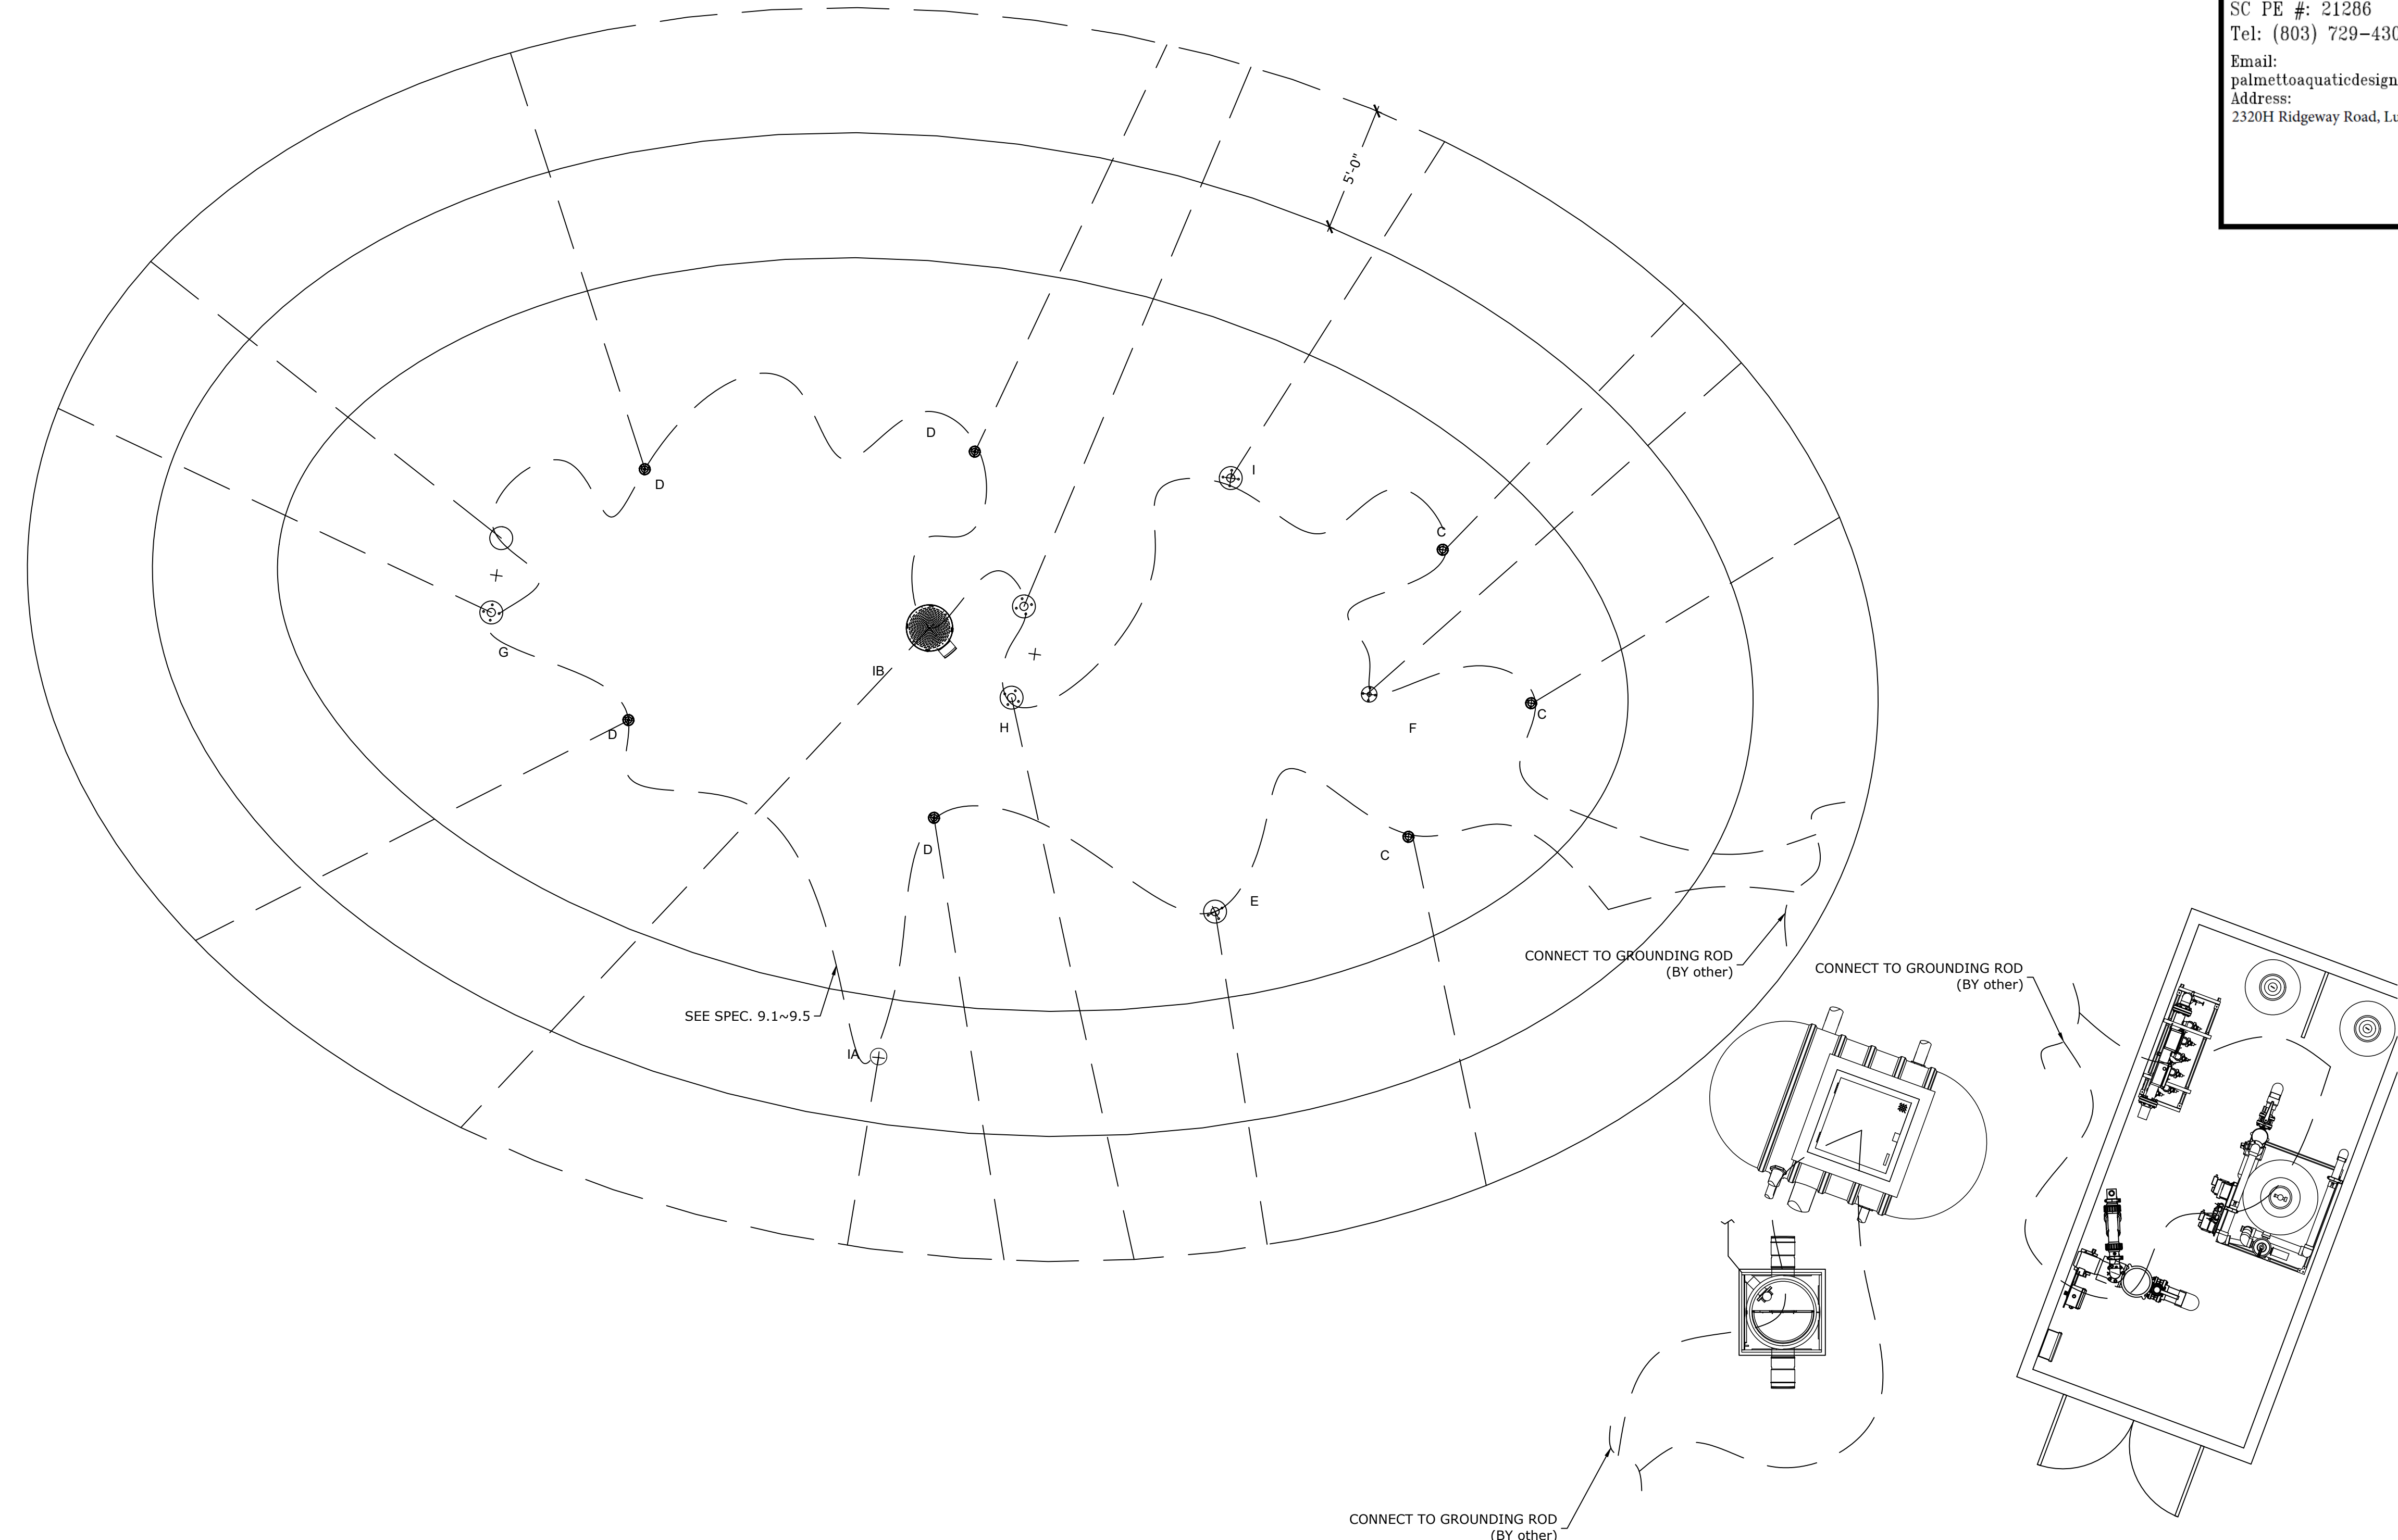 SC PE #: 21286
Tel: (803) 729-430
Email:
palmettoaquaticdesign
Address:
2320H Ridgeway Road, Lu
5'-0"
D
D
I
C
G
IB
H
F
C
D
D
C
E
CONNECT TO GROUNDING ROD
(BY other)
CONNECT TO GROUNDING ROD
(BY other)
SEE SPEC. 9.1~9.5
IA
CONNECT TO GROUNDING ROD
(BY other)